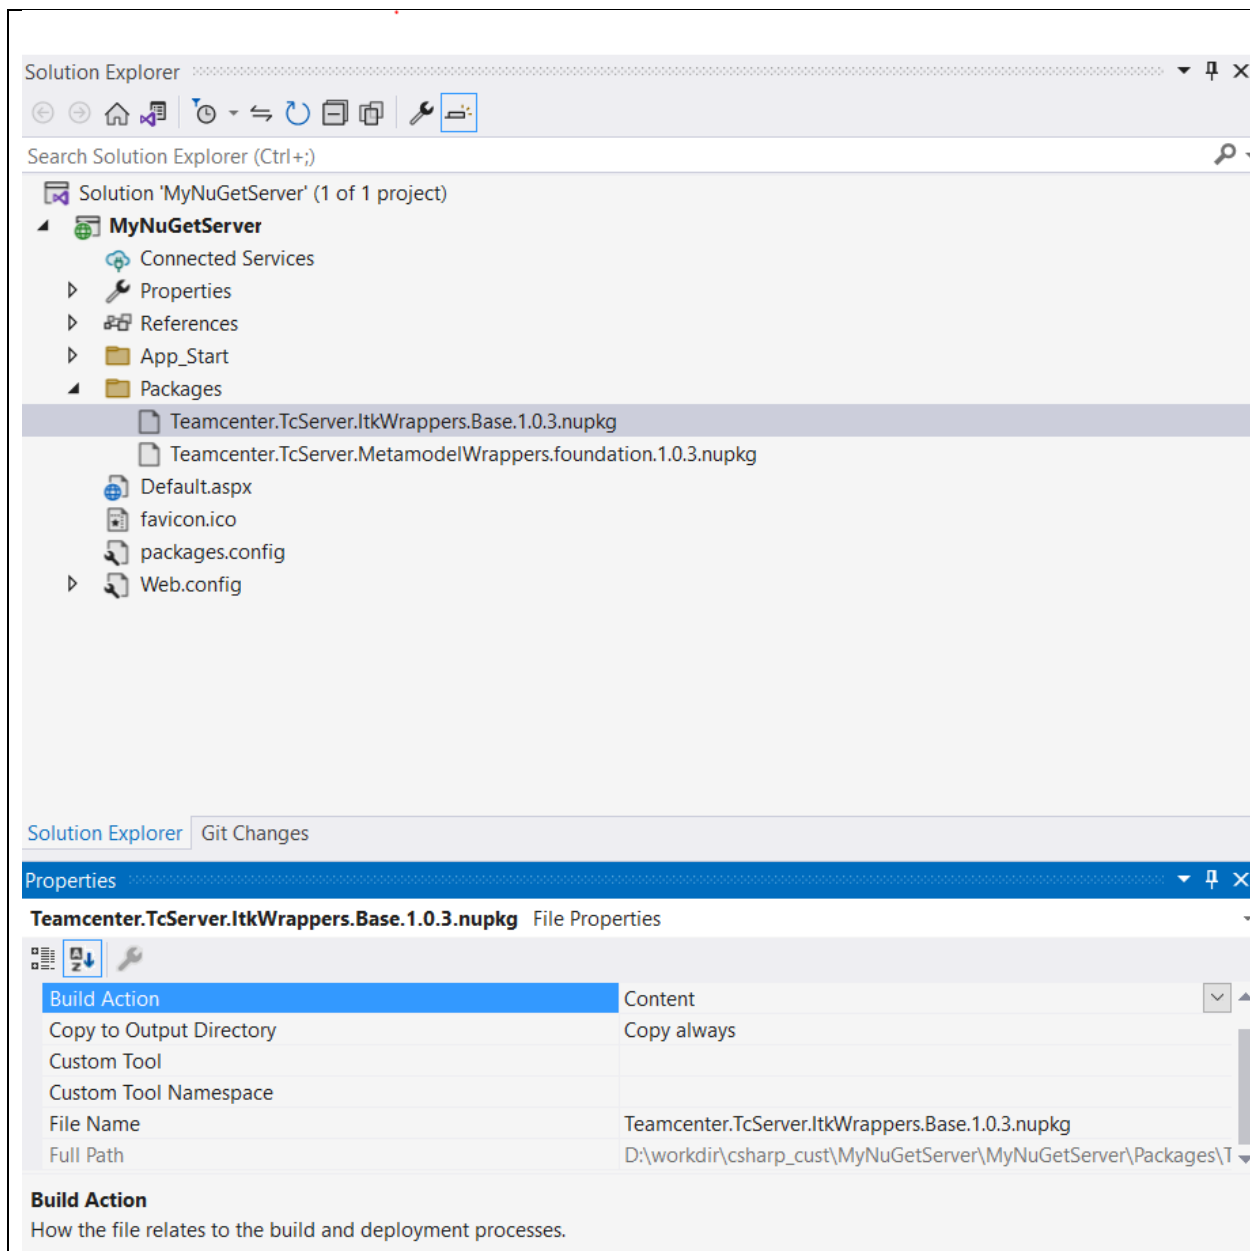 Solution Explorer
Search Solution Explorer (Ctrl+;)
Solution 'MyNuGetServer' (1 of 1 project)
MyNuGetServer
Connected Services
Properties
References
App_Start
Packages
Teamcenter.TcServer.ItkWrappers.Base.1.0.3.nupkg
Teamcenter.TcServer.MetamodelWrappers.foundation.1.0.3.nupkg
Default.aspx
favicon.ico
packages.config
Web.config
Solution Explorer Git Changes
Properties
Teamcenter.TcServer.ItkWrappers.Base.1.0.3.nupkg File Properties
Build Action Content
Copy to Output Directory Copy always
Custom Tool
Custom Tool Namespace
File Name Teamcenter.TcServer.ItkWrappers.Base.1.0.3.nupkg
Full Path D:\workdir\csharp_cust\MyNuGetServer\MyNuGetServer\Packages\T
Build Action
How the file relates to the build and deployment processes.